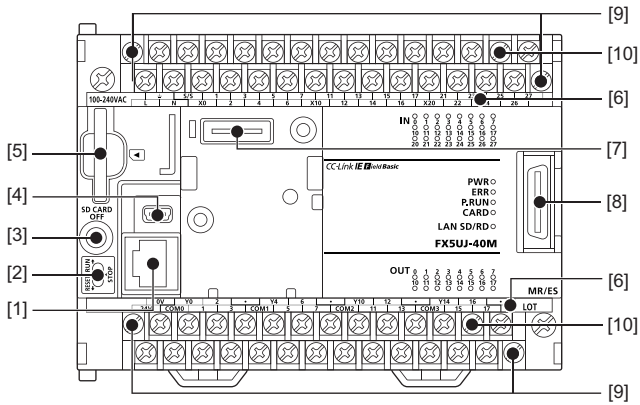 [9]
[10]
⏚ S/S 1 3 5 7 11 13 15 17 21 25 27
100-240VAC L N X0 2 4 6 X10 12 14 16 X20 22 26
[6]
IN 0 1 2 3 4 5 6 7
10 11 12 13 14 15 16 17
20 21 22 23 24 25 26 27
[5]
[7]
CC-Link IE Field Basic
PWR
ERR
P.RUN
CARD
LAN SD/RD
FX5UJ-40M
[8]
[4]
SD CARD
OFF
[3]
[2]
RESET RUN STOP
OUT 0 1 2 3 4 5 6 7
10 11 12 13 14 15 16 17
MR/ES
LOT
[6]
[1]
0V Y0 2 • Y4 6 • Y10 12 • Y14 16 •
24V COM0 1 3 COM1 5 7 COM2 11 13 COM3 15 17
[10]
[9]